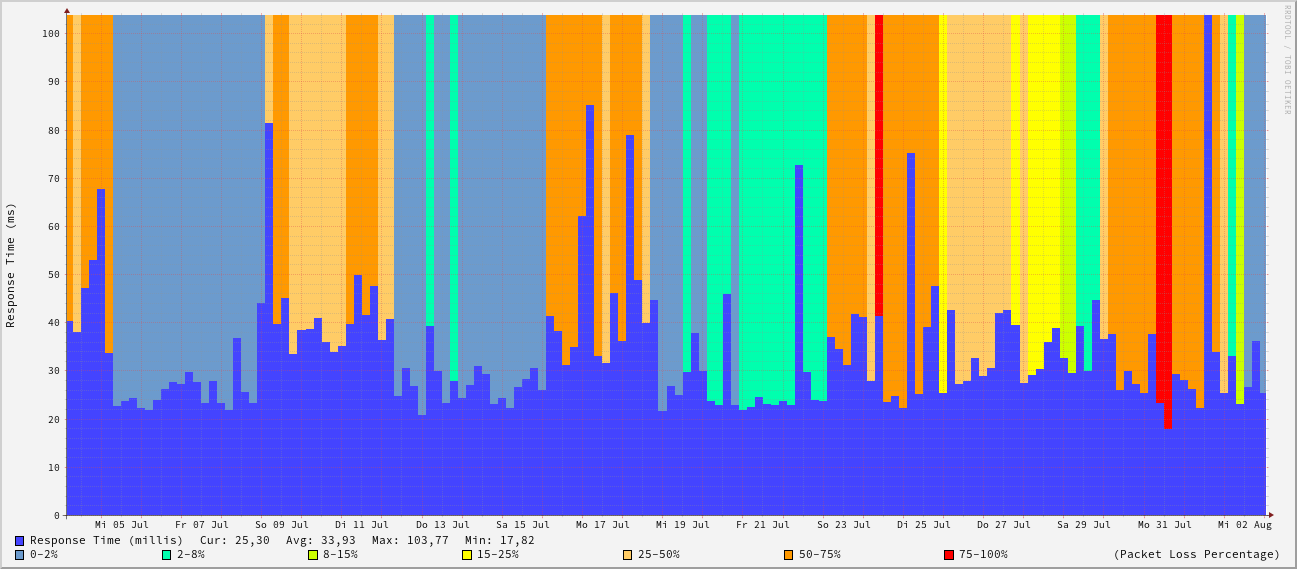 RRDTOOL / TOBI OETIKER
Response Time (ms)
100
90
80
70
60
50
40
30
20
10
0
Mi 05 Jul Fr 07 Jul So 09 Jul Di 11 Jul Do 13 Jul Sa 15 Jul Mo 17 Jul Mi 19 Jul Fr 21 Jul So 23 Jul Di 25 Jul Do 27 Jul Sa 29 Jul Mo 31 Jul Mi 02 Aug
Response Time (millis) Cur: 25,30 Avg: 33,93 Max: 103,77 Min: 17,82
0-2% 2-8% 8-15% 15-25% 25-50% 50-75% 75-100% (Packet Loss Percentage)